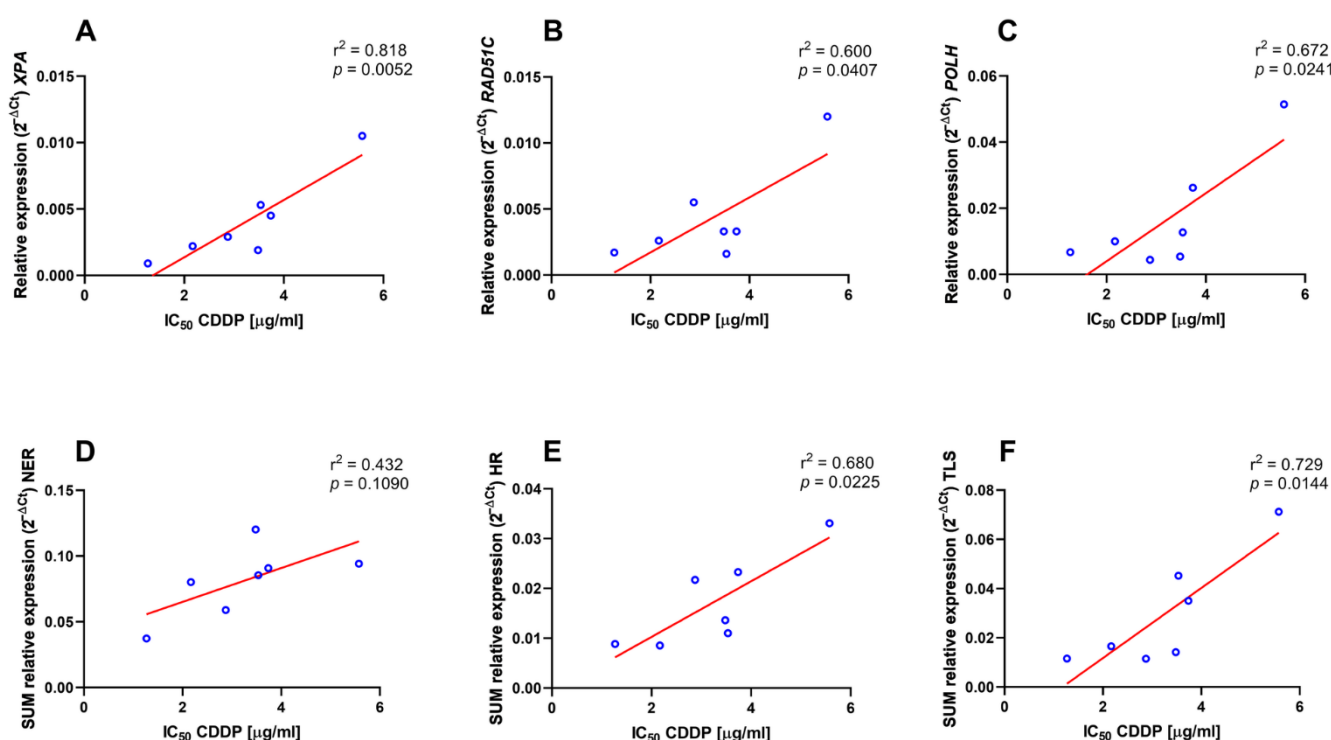 A
r² = 0.818
p = 0.0052
Relative expression (2⁻ΔCt) XPA
0.015
0.010
0.005
0.000
0
2
4
6
IC₅₀ CDDP [μg/ml]
B
r² = 0.600
p = 0.0407
Relative expression (2⁻ΔCt) RAD51C
0.015
0.010
0.005
0.000
0
2
4
6
IC₅₀ CDDP [μg/ml]
C
r² = 0.672
p = 0.0241
Relative expression (2⁻ΔCt) POLH
0.06
0.04
0.02
0.00
0
2
4
6
IC₅₀ CDDP [μg/ml]
D
r² = 0.432
p = 0.1090
SUM relative expression (2⁻ΔCt) NER
0.15
0.10
0.05
0.00
0
2
4
6
IC₅₀ CDDP [μg/ml]
E
r² = 0.680
p = 0.0225
SUM relative expression (2⁻ΔCt) HR
0.04
0.03
0.02
0.01
0.00
0
2
4
6
IC₅₀ CDDP [μg/ml]
F
r² = 0.729
p = 0.0144
SUM relative expression (2⁻ΔCt) TLS
0.08
0.06
0.04
0.02
0.00
0
2
4
6
IC₅₀ CDDP [μg/ml]